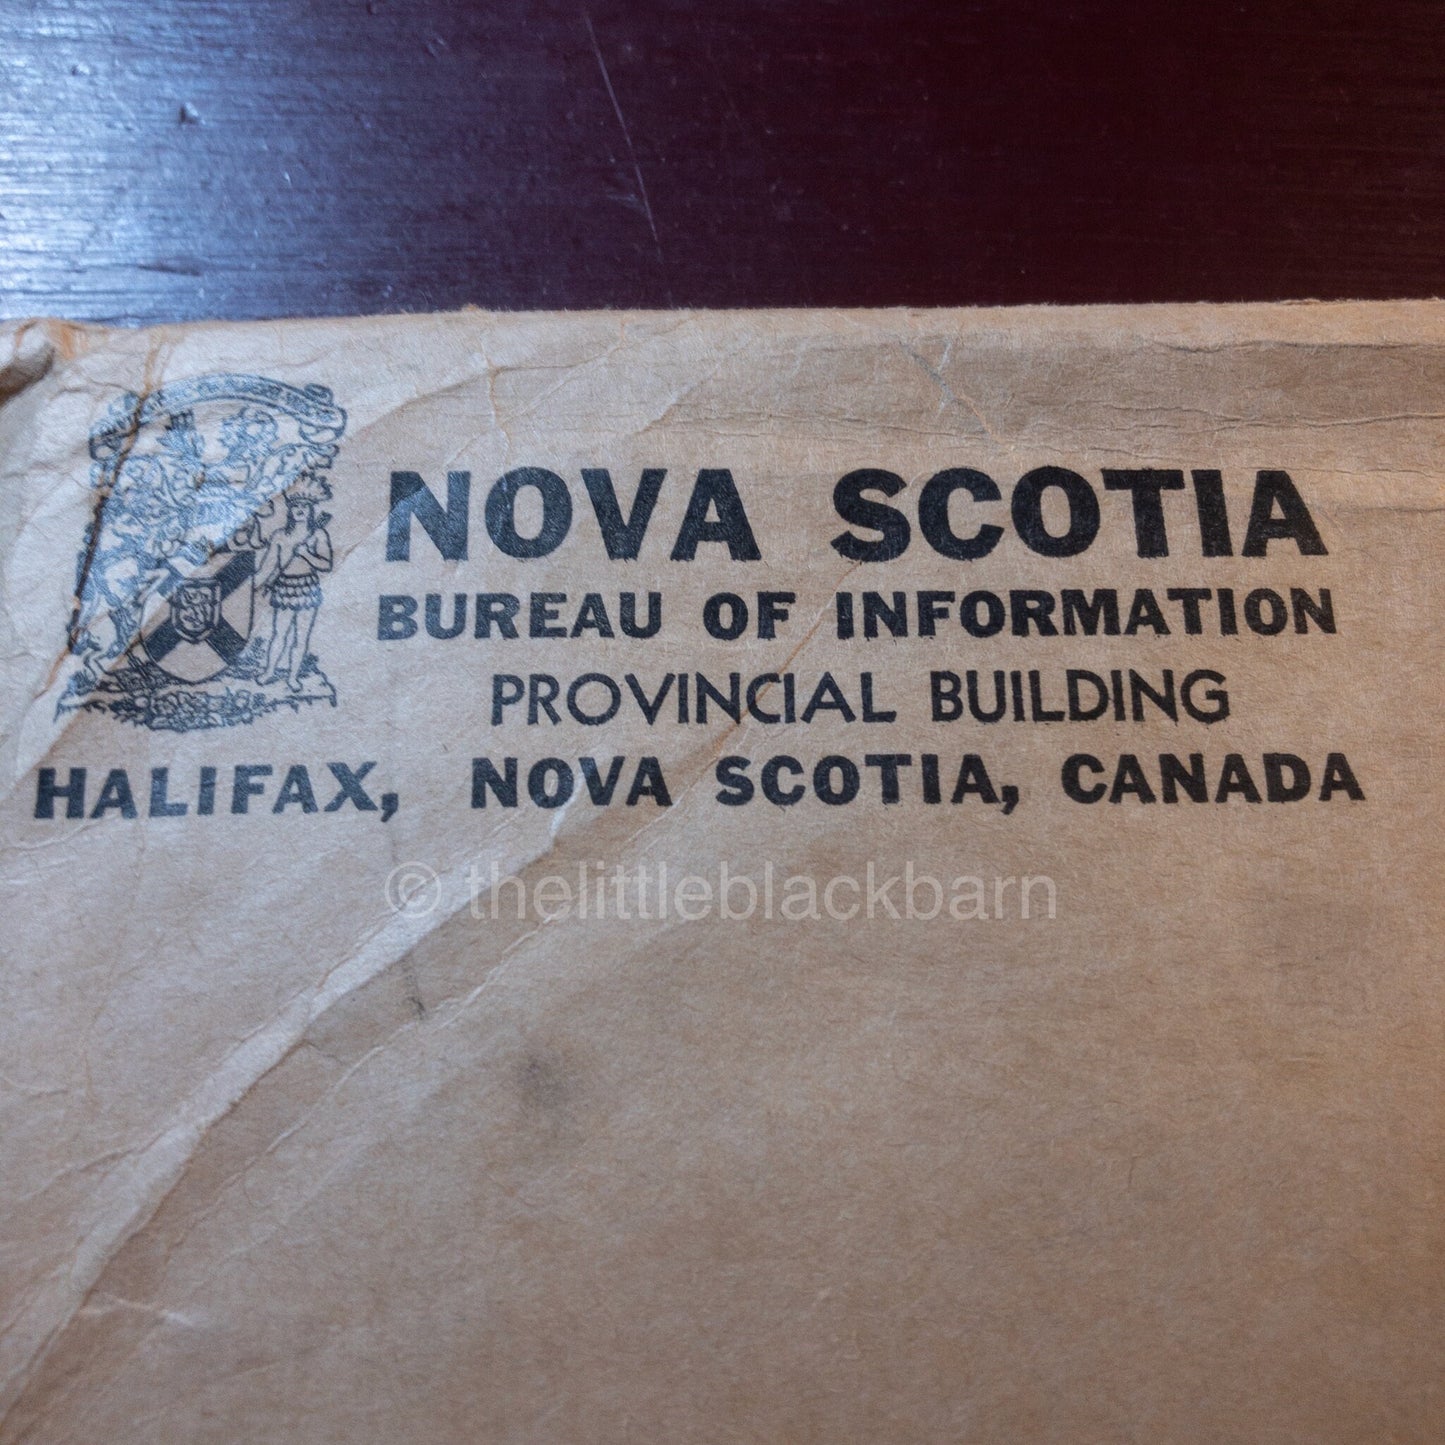 NOVA SCOTIA
BUREAU OF INFORMATION
PROVINCIAL BUILDING
HALIFAX, NOVA SCOTIA, CANADA
© thelittleblackbarn